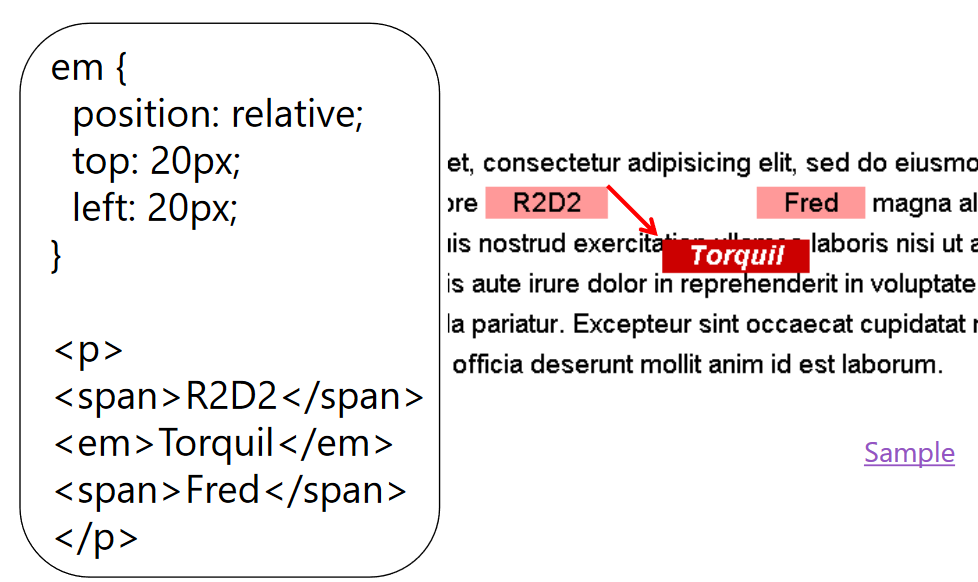 em {
position: relative;
top: 20px;
left: 20px;
}
<p>
<span>R2D2</span>
<em>Torquil</em>
<span>Fred</span>
</p>
et, consectetur adipisicing elit, sed do eiusmo
ore R2D2 Fred magna al
uis nostrud exercitation ullamco laboris nisi ut a
Torquil
is aute irure dolor in reprehenderit in voluptate
la pariatur. Excepteur sint occaecat cupidatat
officia deserunt mollit anim id est laborum.
Sample